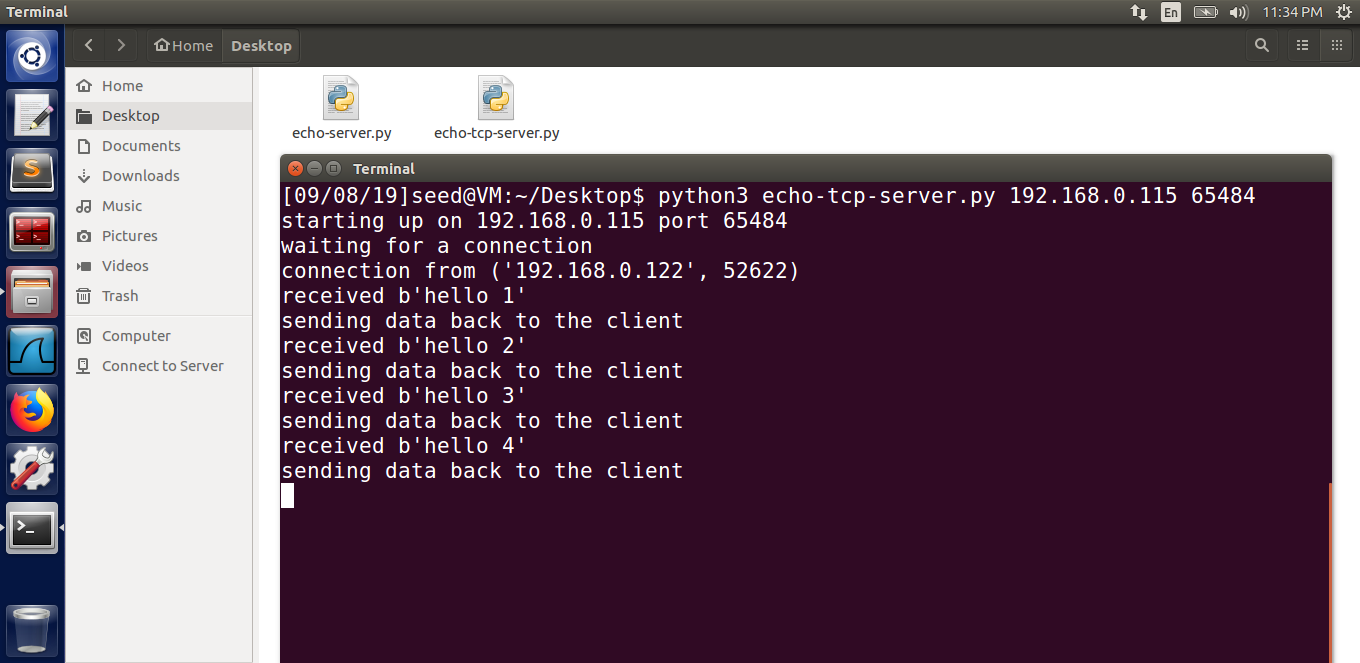 Terminal
En
11:34 PM
Home
Desktop
Home
Desktop
Documents
Downloads
Music
Pictures
Videos
Trash
Computer
Connect to Server
echo-server.py
echo-tcp-server.py
Terminal
[09/08/19]seed@VM:~/Desktop$ python3 echo-tcp-server.py 192.168.0.115 65484
starting up on 192.168.0.115 port 65484
waiting for a connection
connection from ('192.168.0.122', 52622)
received b'hello 1'
sending data back to the client
received b'hello 2'
sending data back to the client
received b'hello 3'
sending data back to the client
received b'hello 4'
sending data back to the client